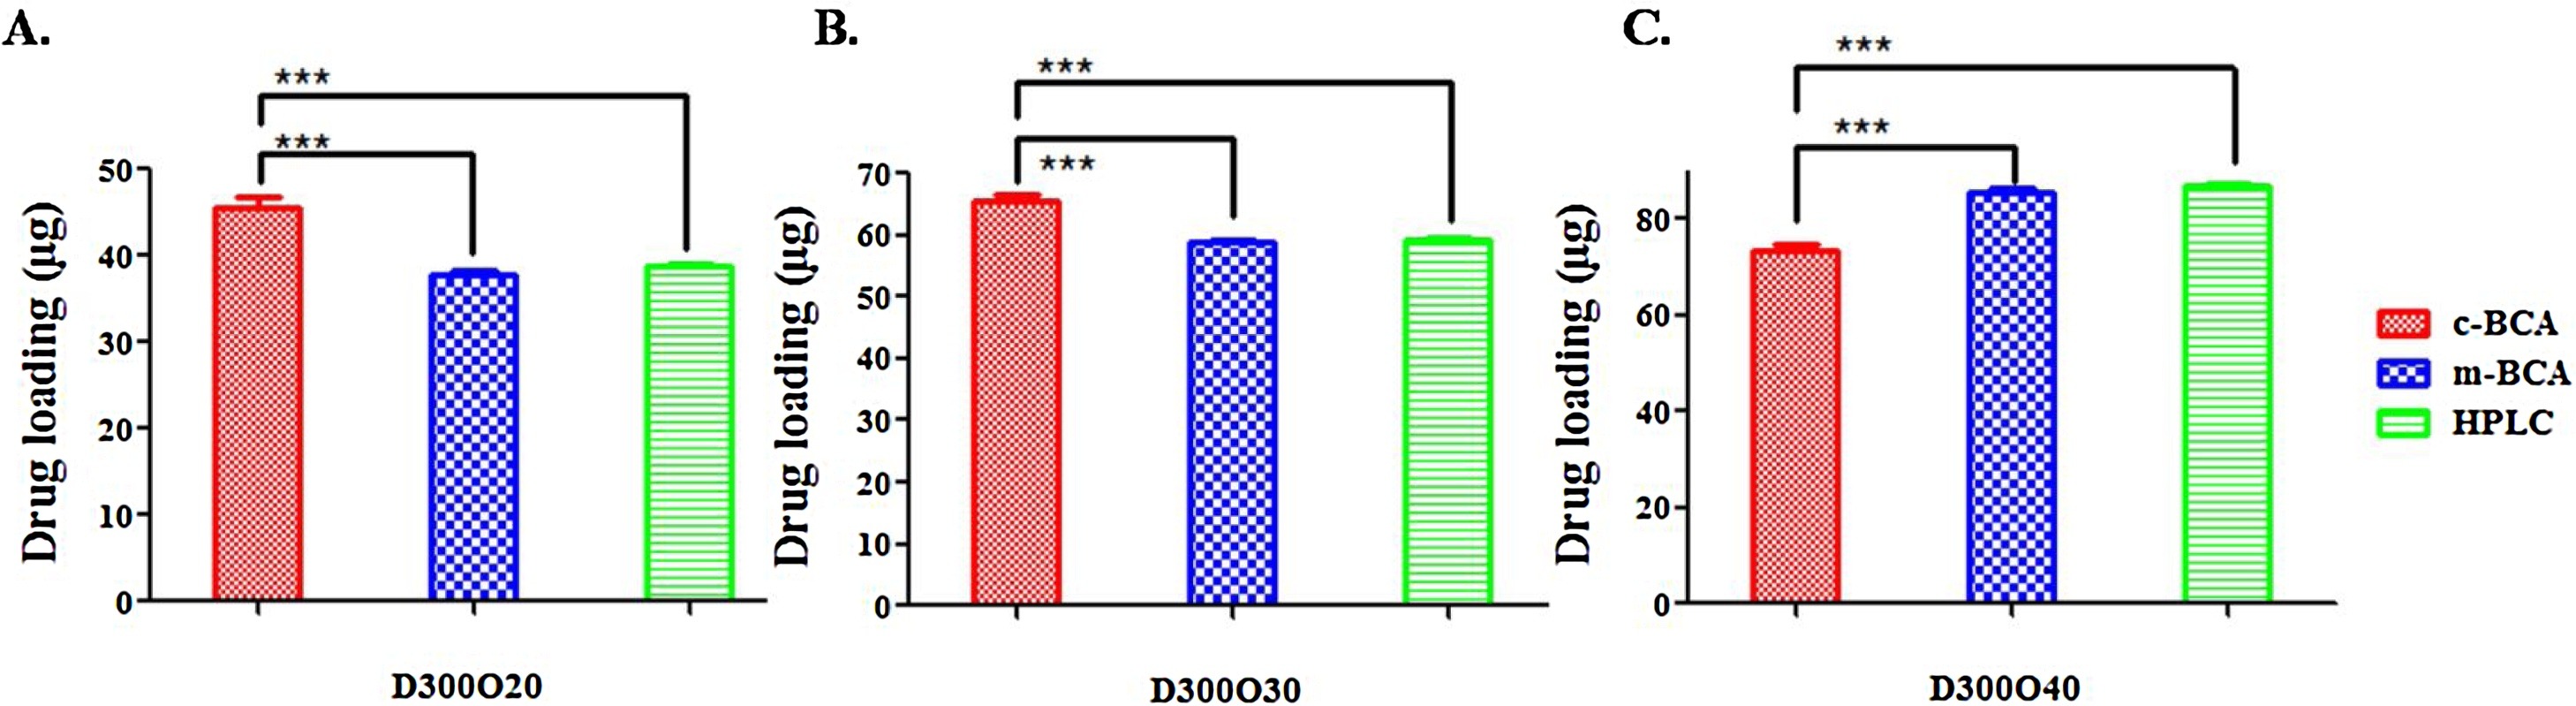 A.
***
***
50
40
30
20
10
0
Drug loading (µg)
D300O20
B.
***
***
70
60
50
40
30
20
10
0
Drug loading (µg)
D300O30
C.
***
***
80
60
40
20
0
Drug loading (µg)
D300O40
c-BCA
m-BCA
HPLC